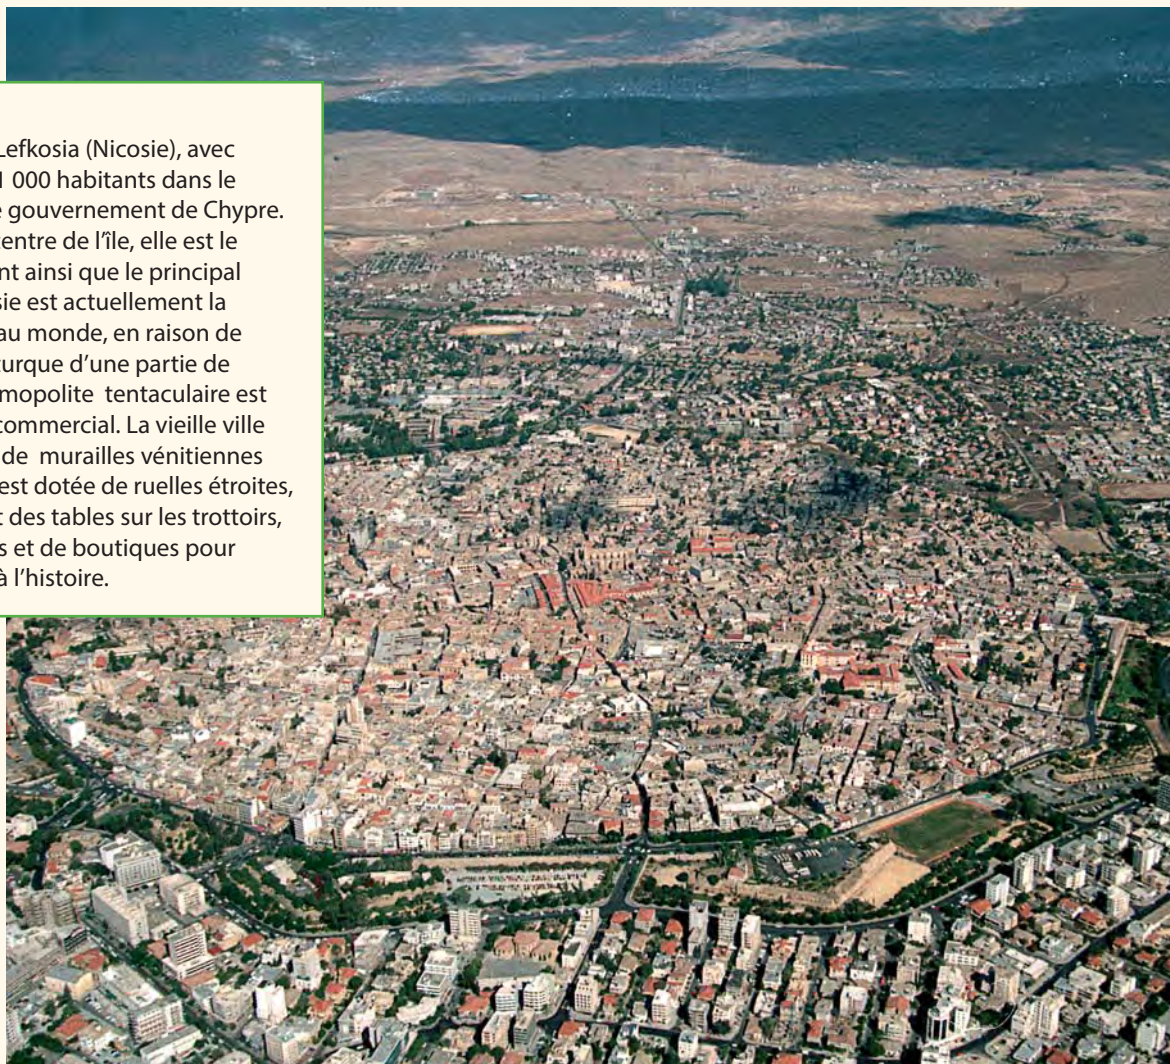 Lefkosia (Nicosie), avec
1 000 habitants dans le
e gouvernement de Chypre.
entre de l’île, elle est le
nt ainsi que le principal
sie est actuellement la
au monde, en raison de
turque d’une partie de
mopolite tentaculaire est
commercial. La vieille ville
de murailles vénitiennes
est dotée de ruelles étroites,
t des tables sur les trottoirs,
s et de boutiques pour
à l’histoire.